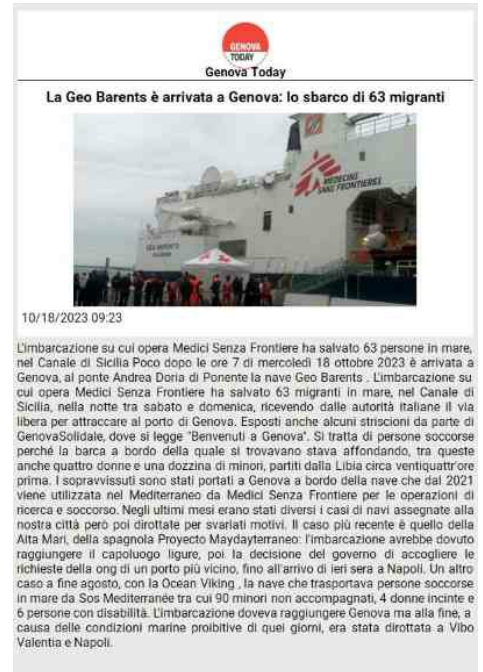 GENOVA
TODAY
Genova Today
La Geo Barents è arrivata a Genova: lo sbarco di 63 migranti
MEDECINS
SANS FRONTIERES
GEO BARENTS
10/18/2023 09:23
L'imbarcazione su cui opera Medici Senza Frontiere ha salvato 63 persone in mare,
nel Canale di Sicilia Poco dopo le ore 7 di mercoledì 18 ottobre 2023 è arrivata a
Genova, al ponte Andrea Doria di Ponente la nave Geo Barents . L'imbarcazione su
cui opera Medici Senza Frontiere ha salvato 63 migranti in mare, nel Canale di
Sicilia, nella notte tra sabato e domenica, ricevendo dalle autorità italiane il via
libera per attraccare al porto di Genova. Esposti anche alcuni striscioni da parte di
GenovaSolidale, dove si legge "Benvenuti a Genova". Si tratta di persone soccorse
perché la barca a bordo della quale si trovavano stava affondando, tra queste
anche quattro donne e una dozzina di minori, partiti dalla Libia circa ventiquattr'ore
prima. I sopravvissuti sono stati portati a Genova a bordo della nave che dal 2021
viene utilizzata nel Mediterraneo da Medici Senza Frontiere per le operazioni di
ricerca e soccorso. Negli ultimi mesi erano stati diversi i casi di navi assegnate alla
nostra città però poi dirottate per svariati motivi. Il caso più recente è quello della
Aita Mari, della spagnola Proyecto Maydayterraneo: l'imbarcazione avrebbe dovuto
raggiungere il capoluogo ligure, poi la decisione del governo di accogliere le
richieste della ong di un porto più vicino, fino all'arrivo di ieri sera a Napoli. Un altro
caso a fine agosto, con la Ocean Viking , la nave che trasportava persone soccorse
in mare da Sos Mediterranée tra cui 90 minori non accompagnati, 4 donne incinte e
6 persone con disabilità. L'imbarcazione doveva raggiungere Genova ma alla fine, a
causa delle condizioni marine proibitive di quei giorni, era stata dirottata a Vibo
Valentia e Napoli.